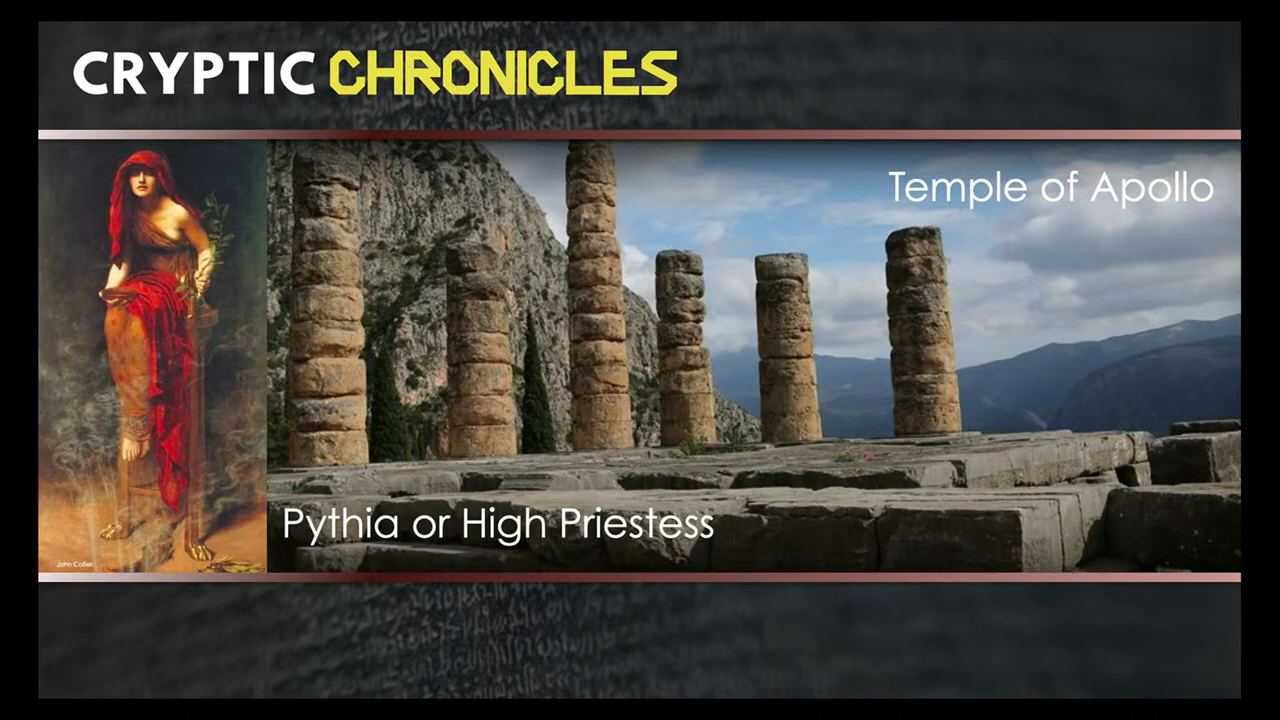 CRYPTIC CHRONICLES
Temple of Apollo
Pythia or High Priestess
John Collier